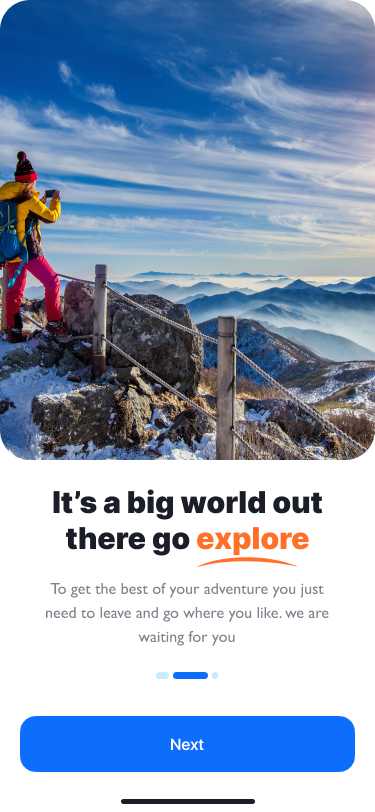 It’s a big world out
there go explore
To get the best of your adventure you just
need to leave and go where you like. we are
waiting for you
Next